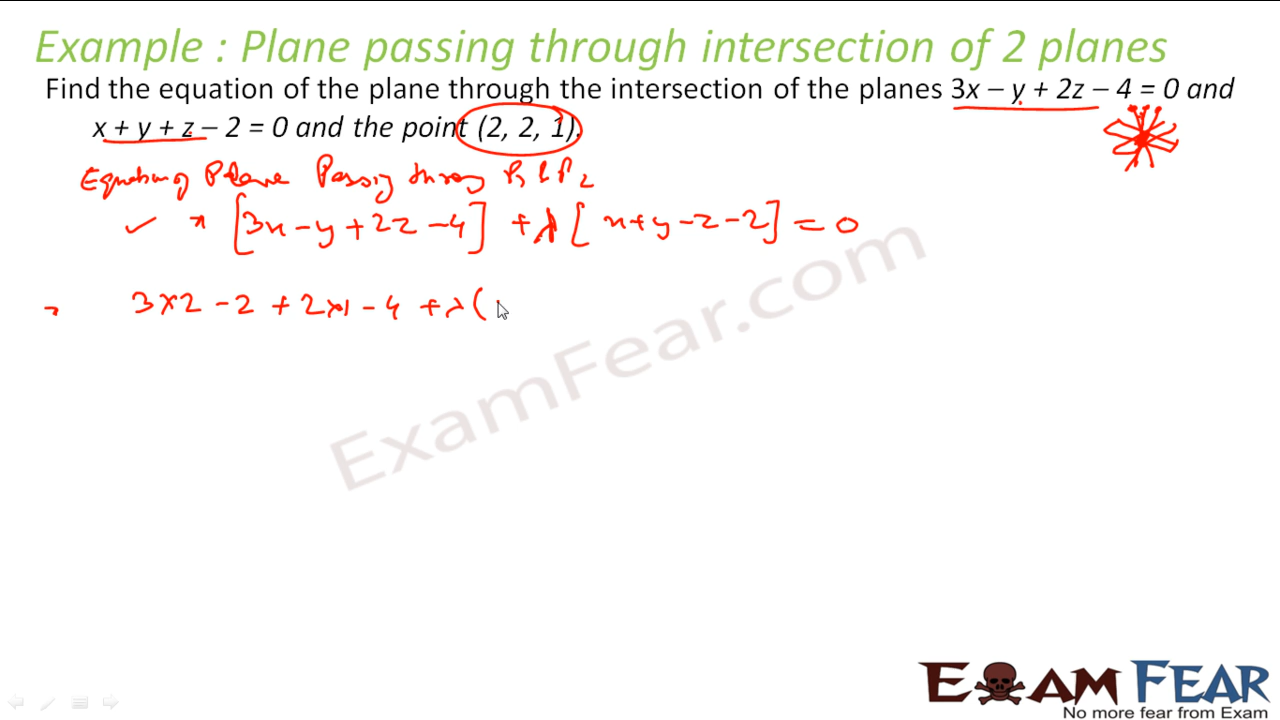 Example : Plane passing through intersection of 2 planes
Find the equation of the plane through the intersection of the planes 3x – y + 2z – 4 = 0 and
x + y + z – 2 = 0 and the point (2, 2, 1).
Plane Passing P₁ & P₂
[3x - y + 2z - 4] + λ [x + y - z - 2] = 0
3×2 - 2 + 2×1 - 4 + λ (
ExamFear.com
EXAM FEAR
No more fear from Exam